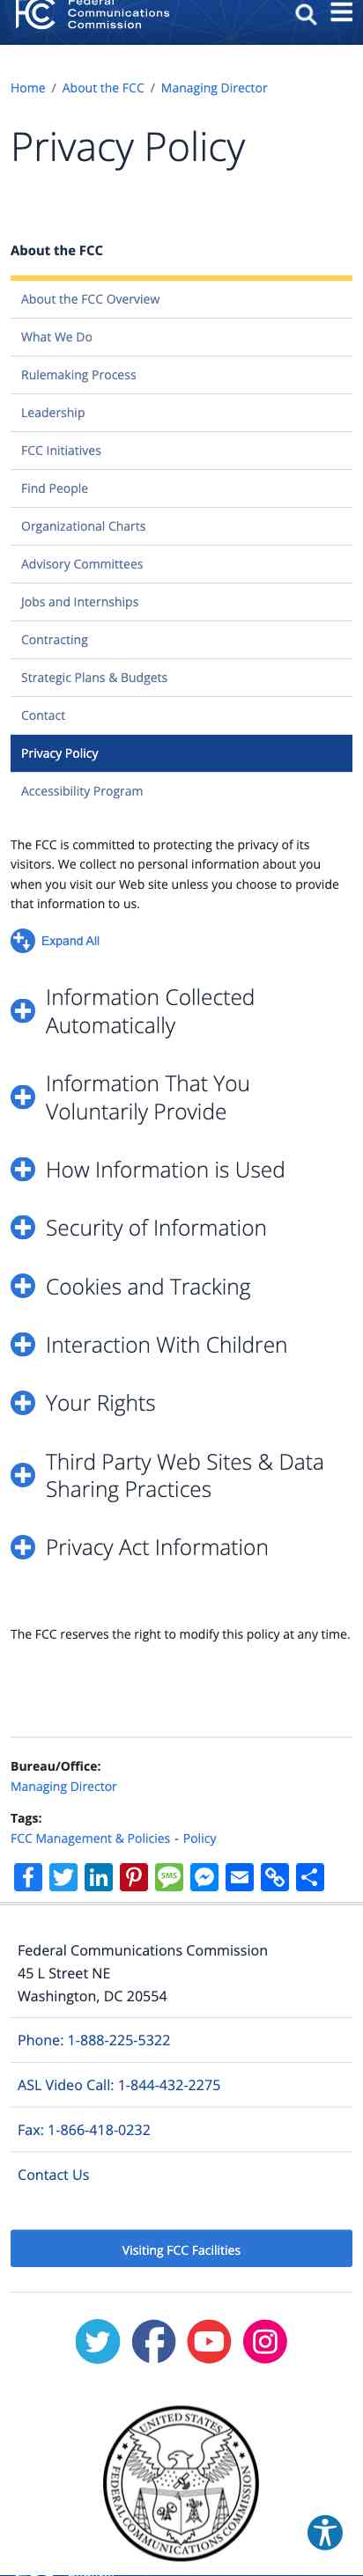 Federal
Communications
Commission
Home / About the FCC / Managing Director
Privacy Policy
About the FCC
About the FCC Overview
What We Do
Rulemaking Process
Leadership
FCC Initiatives
Find People
Organizational Charts
Advisory Committees
Jobs and Internships
Contracting
Strategic Plans & Budgets
Contact
Privacy Policy
Accessibility Program
The FCC is committed to protecting the privacy of its
visitors. We collect no personal information about you
when you visit our Web site unless you choose to provide
that information to us.
Expand All
Information Collected
Automatically
Information That You
Voluntarily Provide
How Information is Used
Security of Information
Cookies and Tracking
Interaction With Children
Your Rights
Third Party Web Sites & Data
Sharing Practices
Privacy Act Information
The FCC reserves the right to modify this policy at any time.
Bureau/Office:
Managing Director
Tags:
FCC Management & Policies - Policy
SMS
Federal Communications Commission
45 L Street NE
Washington, DC 20554
Phone: 1-888-225-5322
ASL Video Call: 1-844-432-2275
Fax: 1-866-418-0232
Contact Us
Visiting FCC Facilities
UNITED STATES
FEDERAL COMMUNICATIONS COMMISSION